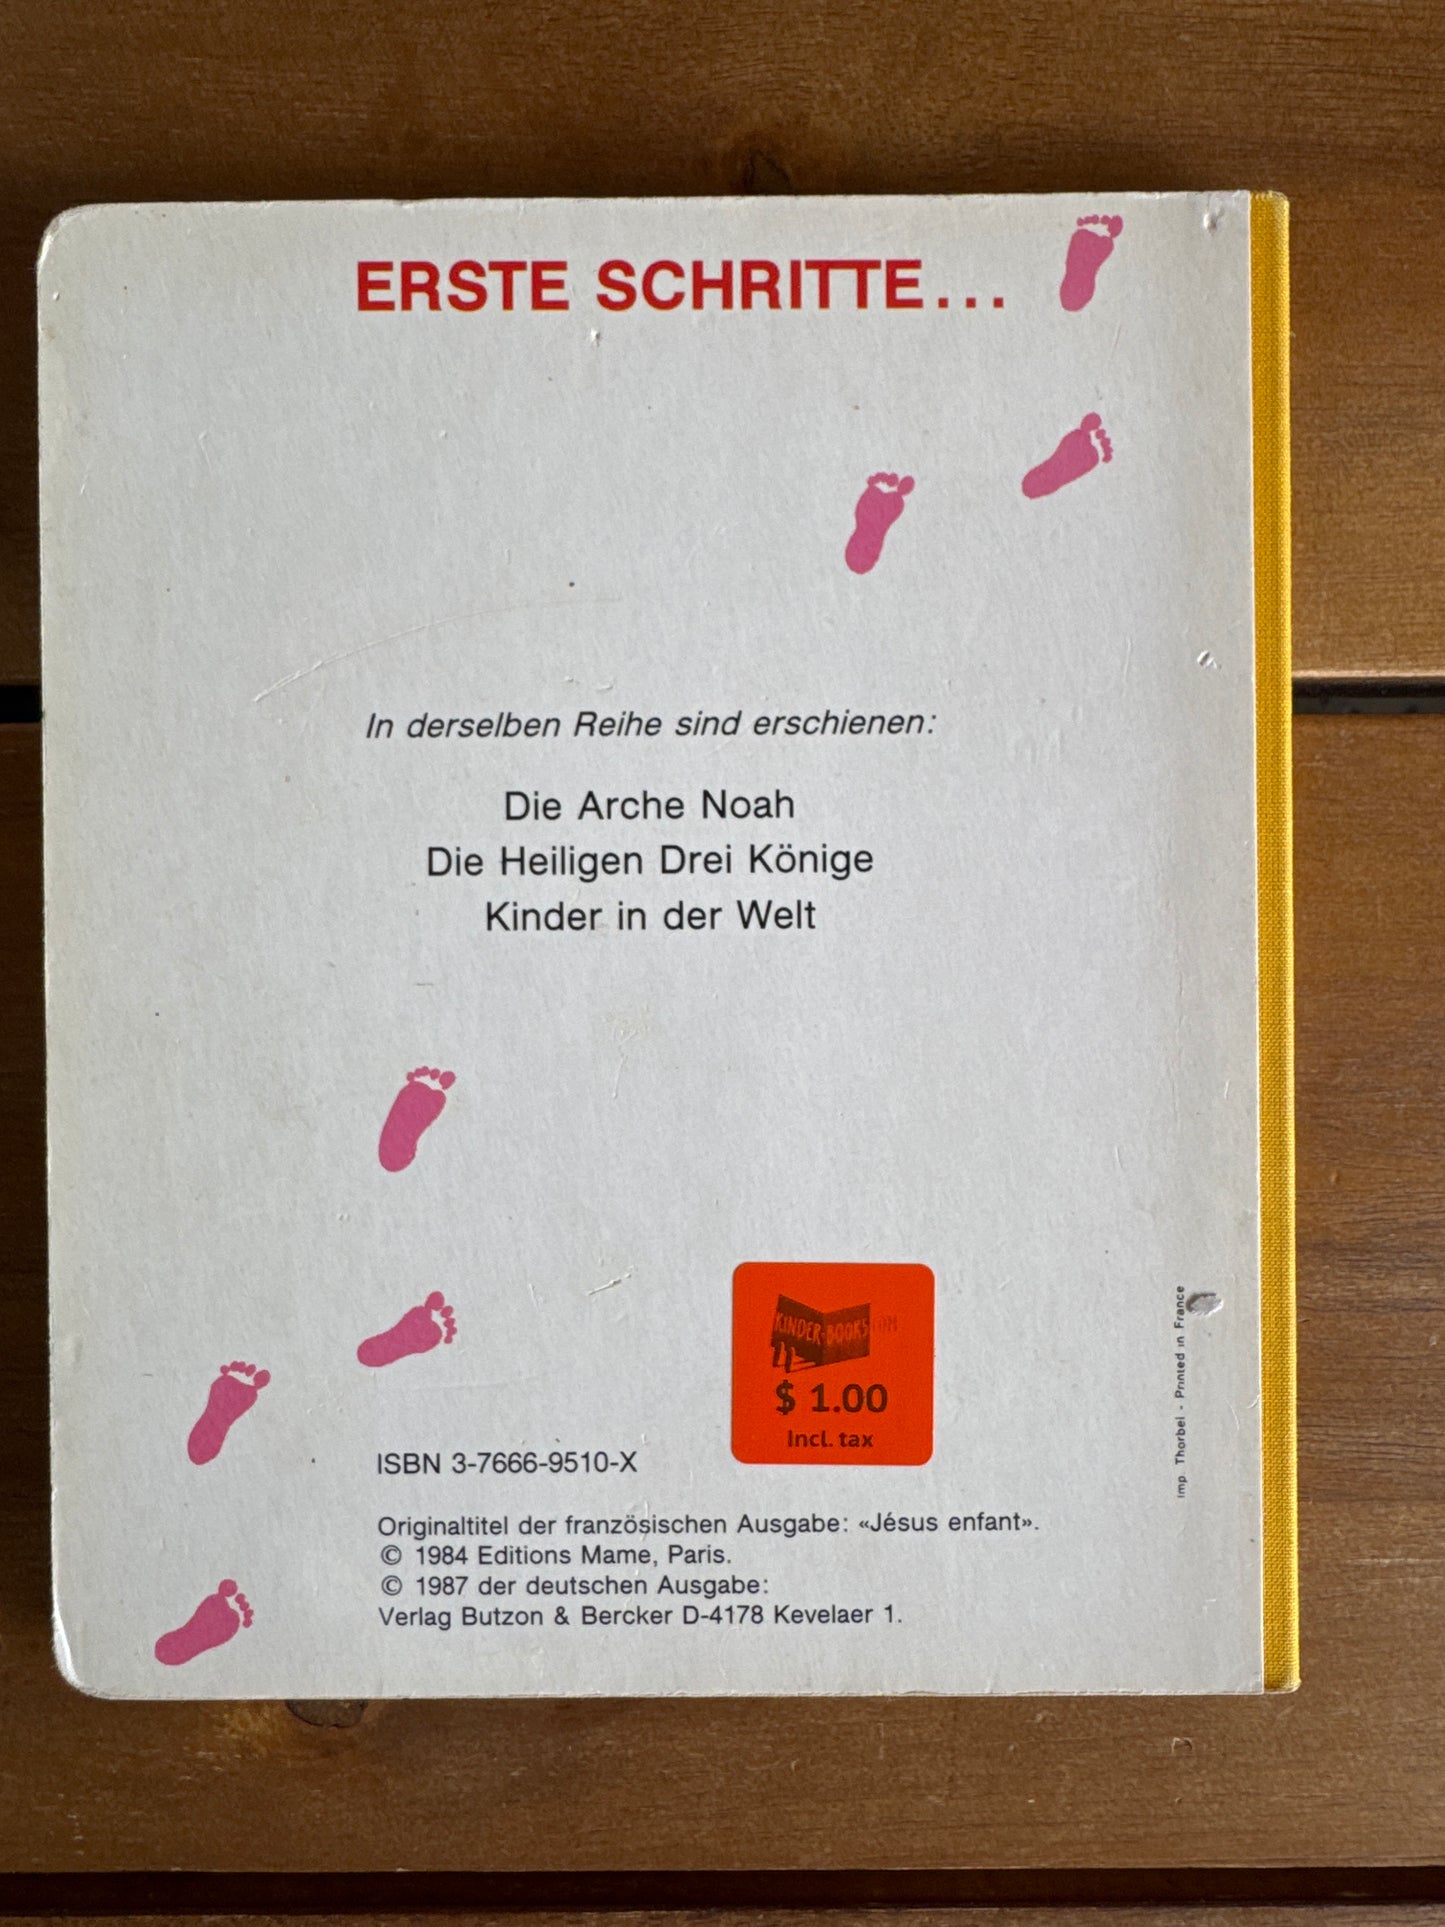 ERSTE SCHRITTE...
In derselben Reihe sind erschienen:
Die Arche Noah
Die Heiligen Drei Könige
Kinder in der Welt
KINDER-BOOKS
$ 1.00
Incl. tax
ISBN 3-7666-9510-X
Originaltitel der französischen Ausgabe: «Jésus enfant».
© 1984 Editions Mame, Paris.
© 1987 der deutschen Ausgabe:
Verlag Butzon & Bercker D-4178 Kevelaer 1.
Imp. Thorbel - Printed in France